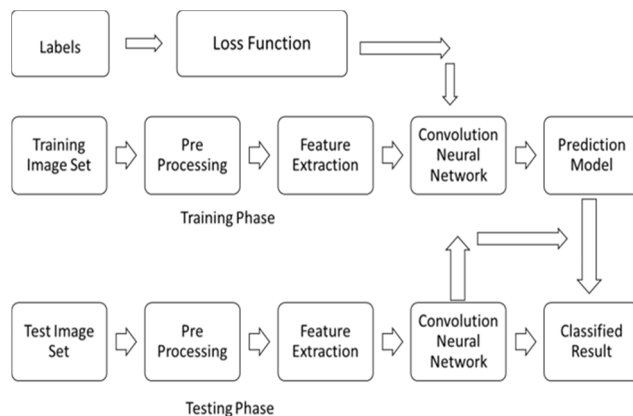 Labels
Loss Function
Training
Image Set
Pre
Processing
Feature
Extraction
Convolution
Neural
Network
Prediction
Model
Training Phase
Test Image
Set
Pre
Processing
Feature
Extraction
Convolution
Neural
Network
Classified
Result
Testing Phase